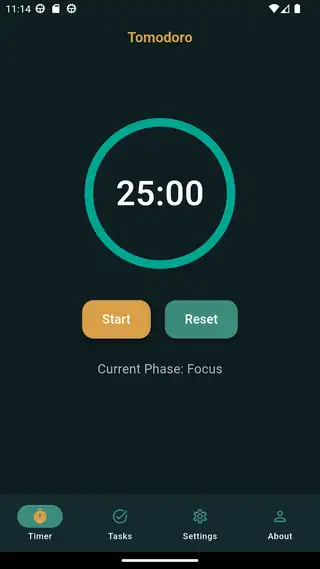 11:14
Tomodoro
25:00
Start Reset
Current Phase: Focus
Timer Tasks Settings About